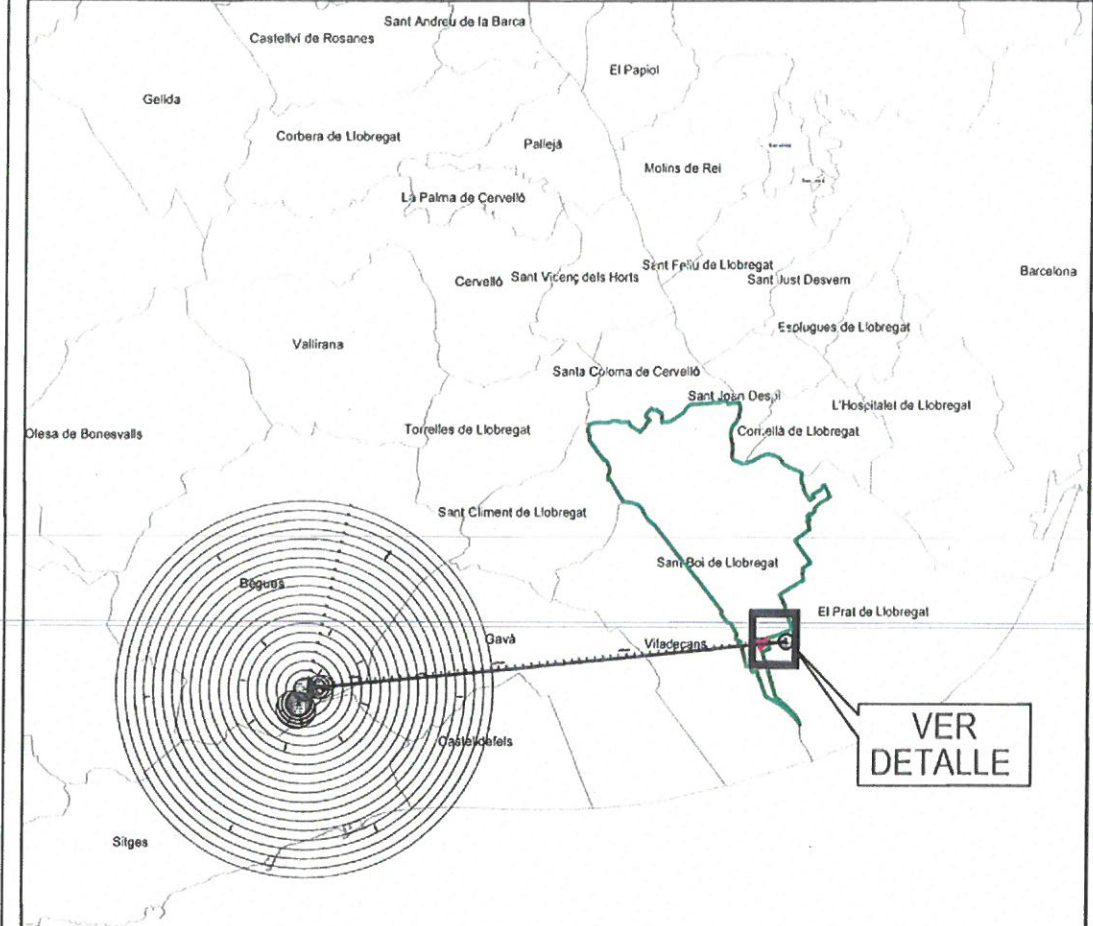 Sant Andreu de la Barca
Castellví de Rosanes
El Papiol
Gelida
Corbera de Llobregat
Pallejà
Molins de Rei
La Palma de Cervelló
Sant Feliu de Llobregat
Barcelona
Cervelló
Sant Vicenç dels Horts
Sant Just Desvern
Esplugues de Llobregat
Vallirana
Santa Coloma de Cervelló
Sant Joan Despí
L'Hospitalet de Llobregat
Olesa de Bonesvalls
Torrelles de Llobregat
Cornellà de Llobregat
Sant Climent de Llobregat
Sant Boi de Llobregat
Begues
El Prat de Llobregat
Gavà
Viladecans
Castelldefels
VER
DETALLE
Sitges